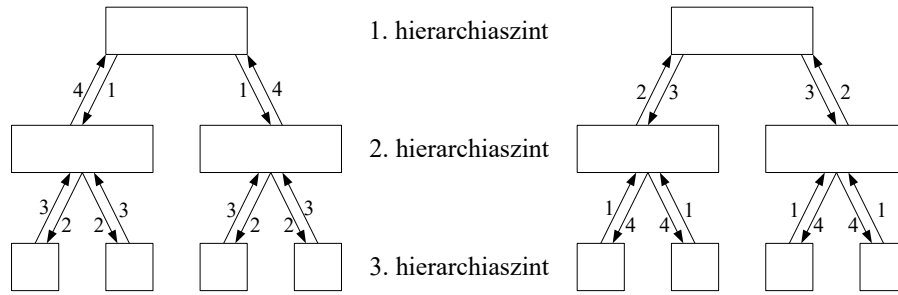 1. hierarchiaszint
4 1 1 4 2 3 3 2
2. hierarchiaszint
3 2 2 3 3 2 2 3 1 4 4 1 1 4 4 1
3. hierarchiaszint